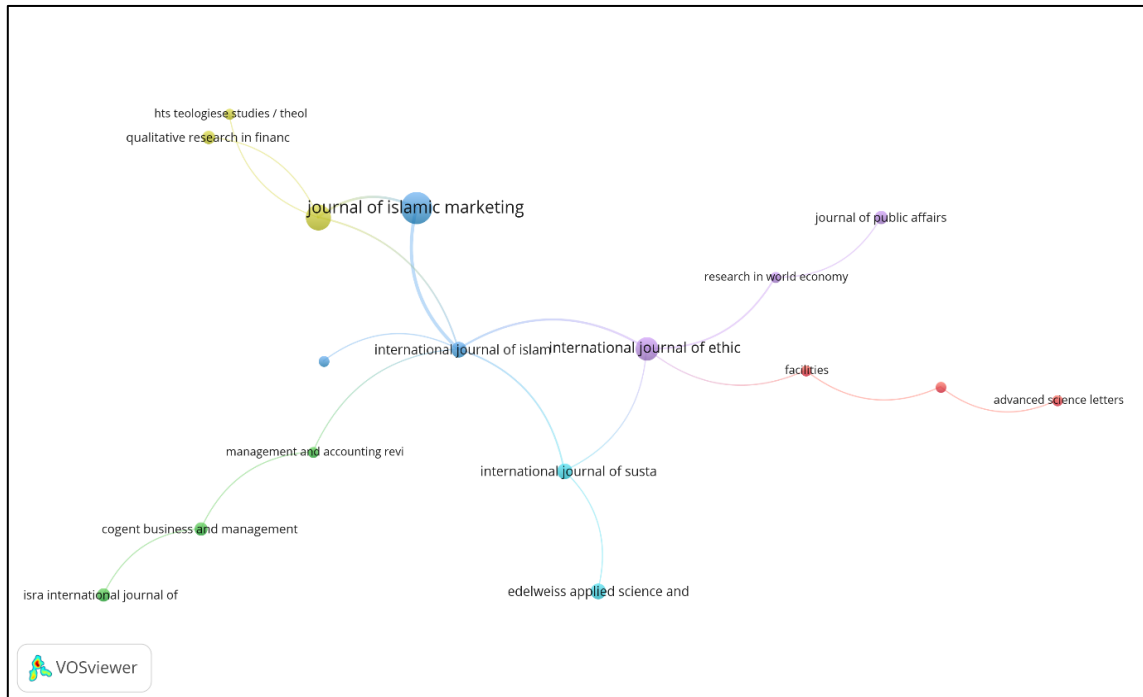 hts teologiese studies / theol
qualitative research in financ
journal of islamic marketing
journal of public affairs
research in world economy
international journal of islam
international journal of ethic
facilities
advanced science letters
management and accounting revi
international journal of susta
cogent business and management
edelweiss applied science and
isra international journal of
VOSviewer